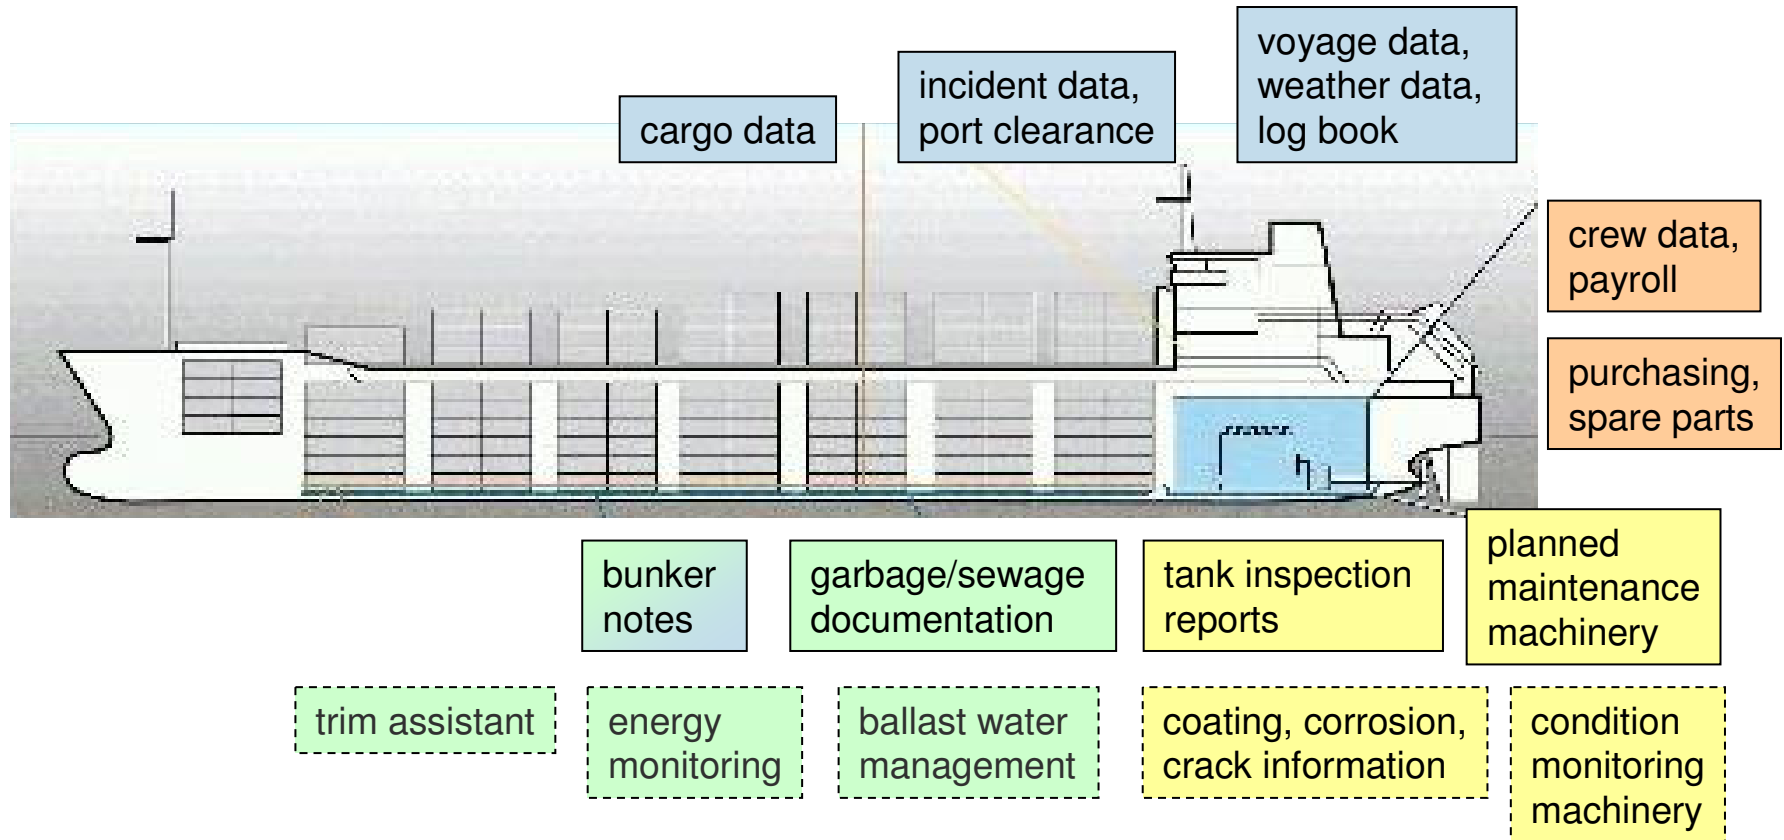 voyage data,
weather data,
log book
incident data,
port clearance
cargo data
crew data,
payroll
purchasing,
spare parts
bunker
notes
garbage/sewage
documentation
tank inspection
reports
planned
maintenance
machinery
trim assistant
energy
monitoring
ballast water
management
coating, corrosion,
crack information
condition
monitoring
machinery